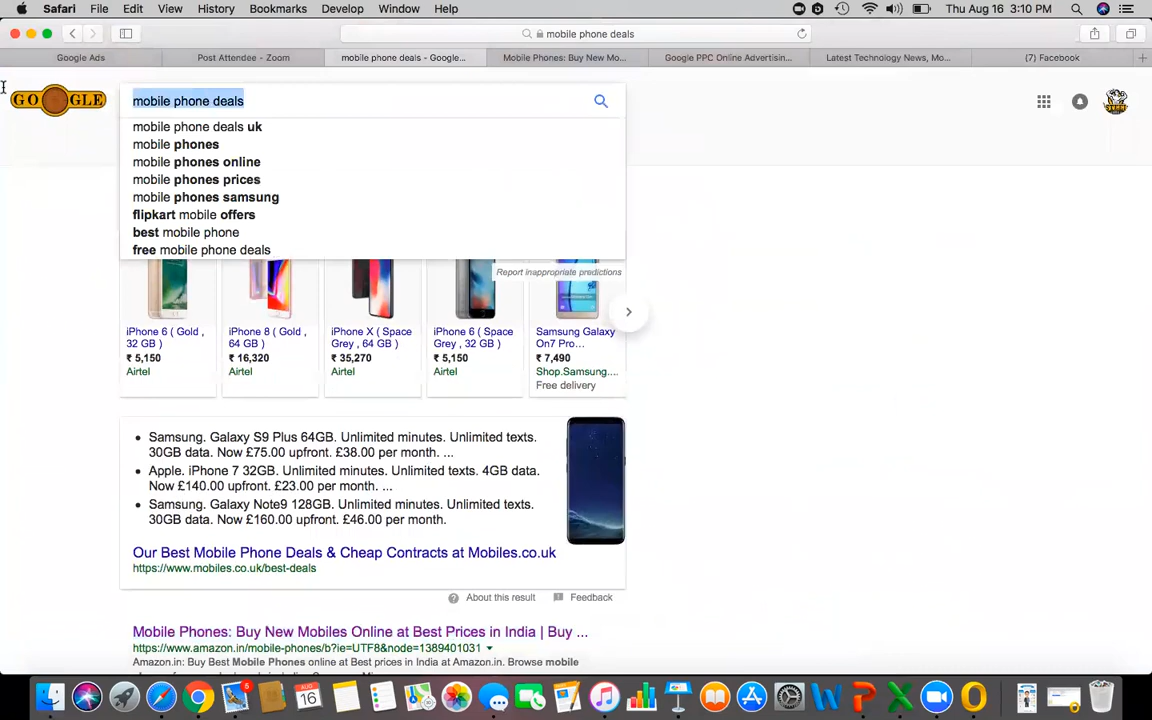 Safari File Edit View History Bookmarks Develop Window Help Thu Aug 16 3:10 PM
mobile phone deals
Google Ads Post Attendee - Zoom mobile phone deals - Google... Mobile Phones: Buy New Mo... Google PPC Online Advertisin... Latest Technology News, Mo... (7) Facebook
GOOGLE mobile phone deals
mobile phone deals uk
mobile phones
mobile phones online
mobile phones prices
mobile phones samsung
flipkart mobile offers
best mobile phone
free mobile phone deals
Report inappropriate predictions
iPhone 6 ( Gold , iPhone 8 ( Gold , iPhone X ( Space iPhone 6 ( Space Samsung Galaxy
32 GB ) 64 GB ) Grey , 64 GB ) Grey , 32 GB ) On7 Pro...
₹ 5,150 ₹ 16,320 ₹ 35,270 ₹ 5,150 ₹ 7,490
Airtel Airtel Airtel Airtel Shop.Samsung....
Free delivery
• Samsung. Galaxy S9 Plus 64GB. Unlimited minutes. Unlimited texts.
30GB data. Now £75.00 upfront. £38.00 per month. ...
• Apple. iPhone 7 32GB. Unlimited minutes. Unlimited texts. 4GB data.
Now £140.00 upfront. £23.00 per month. ...
• Samsung. Galaxy Note9 128GB. Unlimited minutes. Unlimited texts.
30GB data. Now £160.00 upfront. £46.00 per month.
Our Best Mobile Phone Deals & Cheap Contracts at Mobiles.co.uk
https://www.mobiles.co.uk/best-deals
About this result Feedback
Mobile Phones: Buy New Mobiles Online at Best Prices in India | Buy ...
https://www.amazon.in/mobile-phones/b?ie=UTF8&node=1389401031
Amazon.in: Buy Best Mobile Phones online at Best prices in India at Amazon.in. Browse mobile